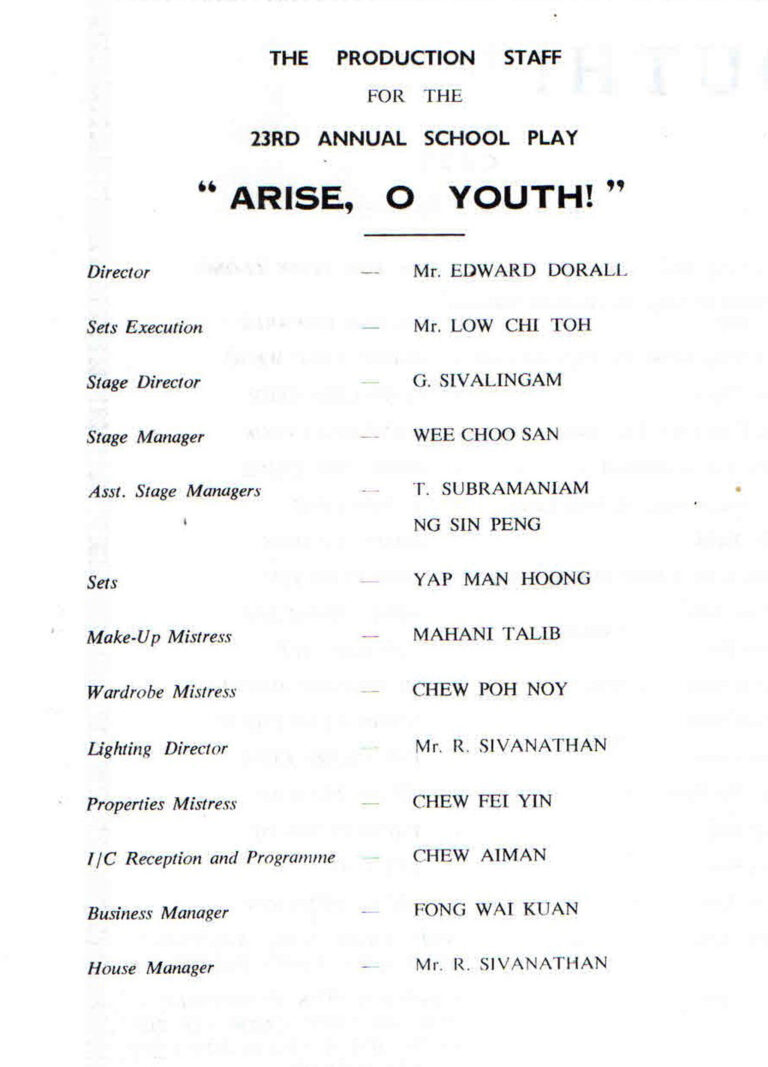 THE PRODUCTION STAFF
FOR THE
23RD ANNUAL SCHOOL PLAY
“ ARISE, O YOUTH! ”
Director — Mr. EDWARD DORALL
Sets Execution — Mr. LOW CHI TOH
Stage Director — G. SIVALINGAM
Stage Manager — WEE CHOO SAN
Asst. Stage Managers — T. SUBRAMANIAM
NG SIN PENG
Sets — YAP MAN HOONG
Make-Up Mistress — MAHANI TALIB
Wardrobe Mistress — CHEW POH NOY
Lighting Director — Mr. R. SIVANATHAN
Properties Mistress — CHEW FEI YIN
I/C Reception and Programme — CHEW AIMAN
Business Manager — FONG WAI KUAN
House Manager — Mr. R. SIVANATHAN